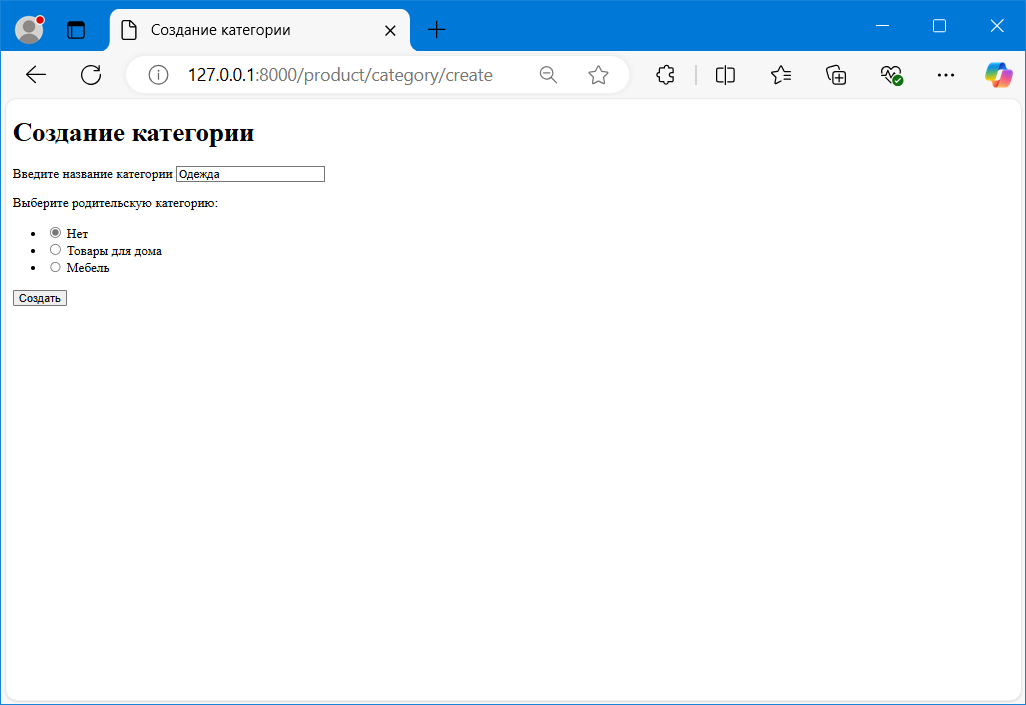 Создание категории
127.0.0.1:8000/product/category/create
Создание категории
Введите название категории Одежда
Выберите родительскую категорию:
Нет
Товары для дома
Мебель
Создать